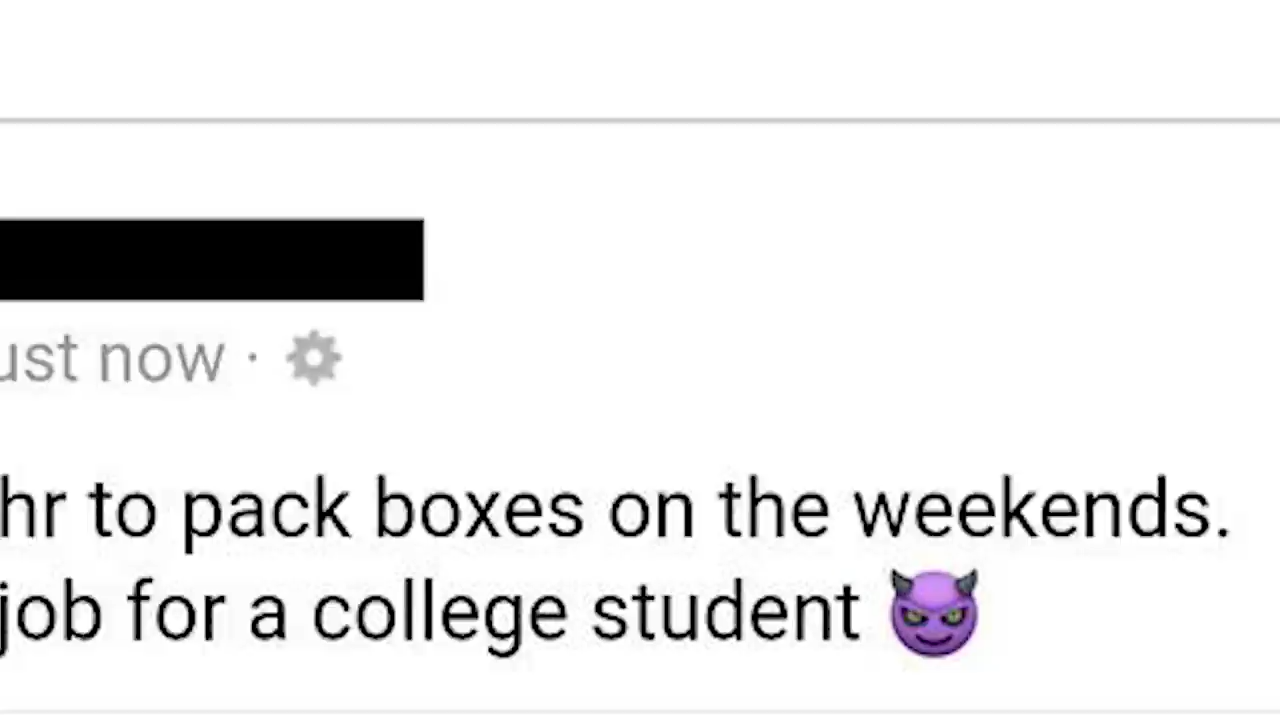 ust now ·
hr to pack boxes on the weekends.
job for a college student 😈